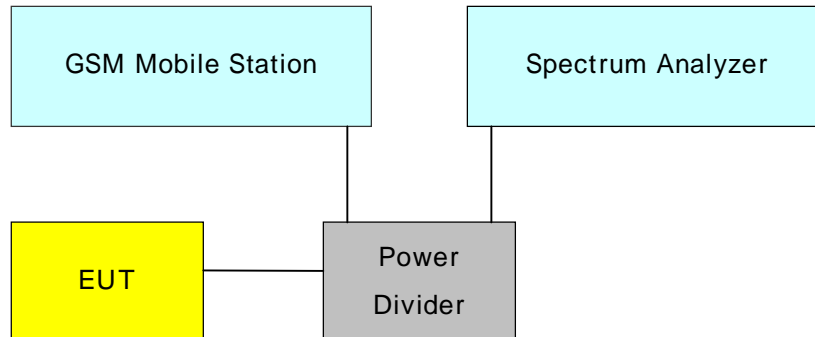 GSM Mobile Station
Spectrum Analyzer
EUT
Power
Divider